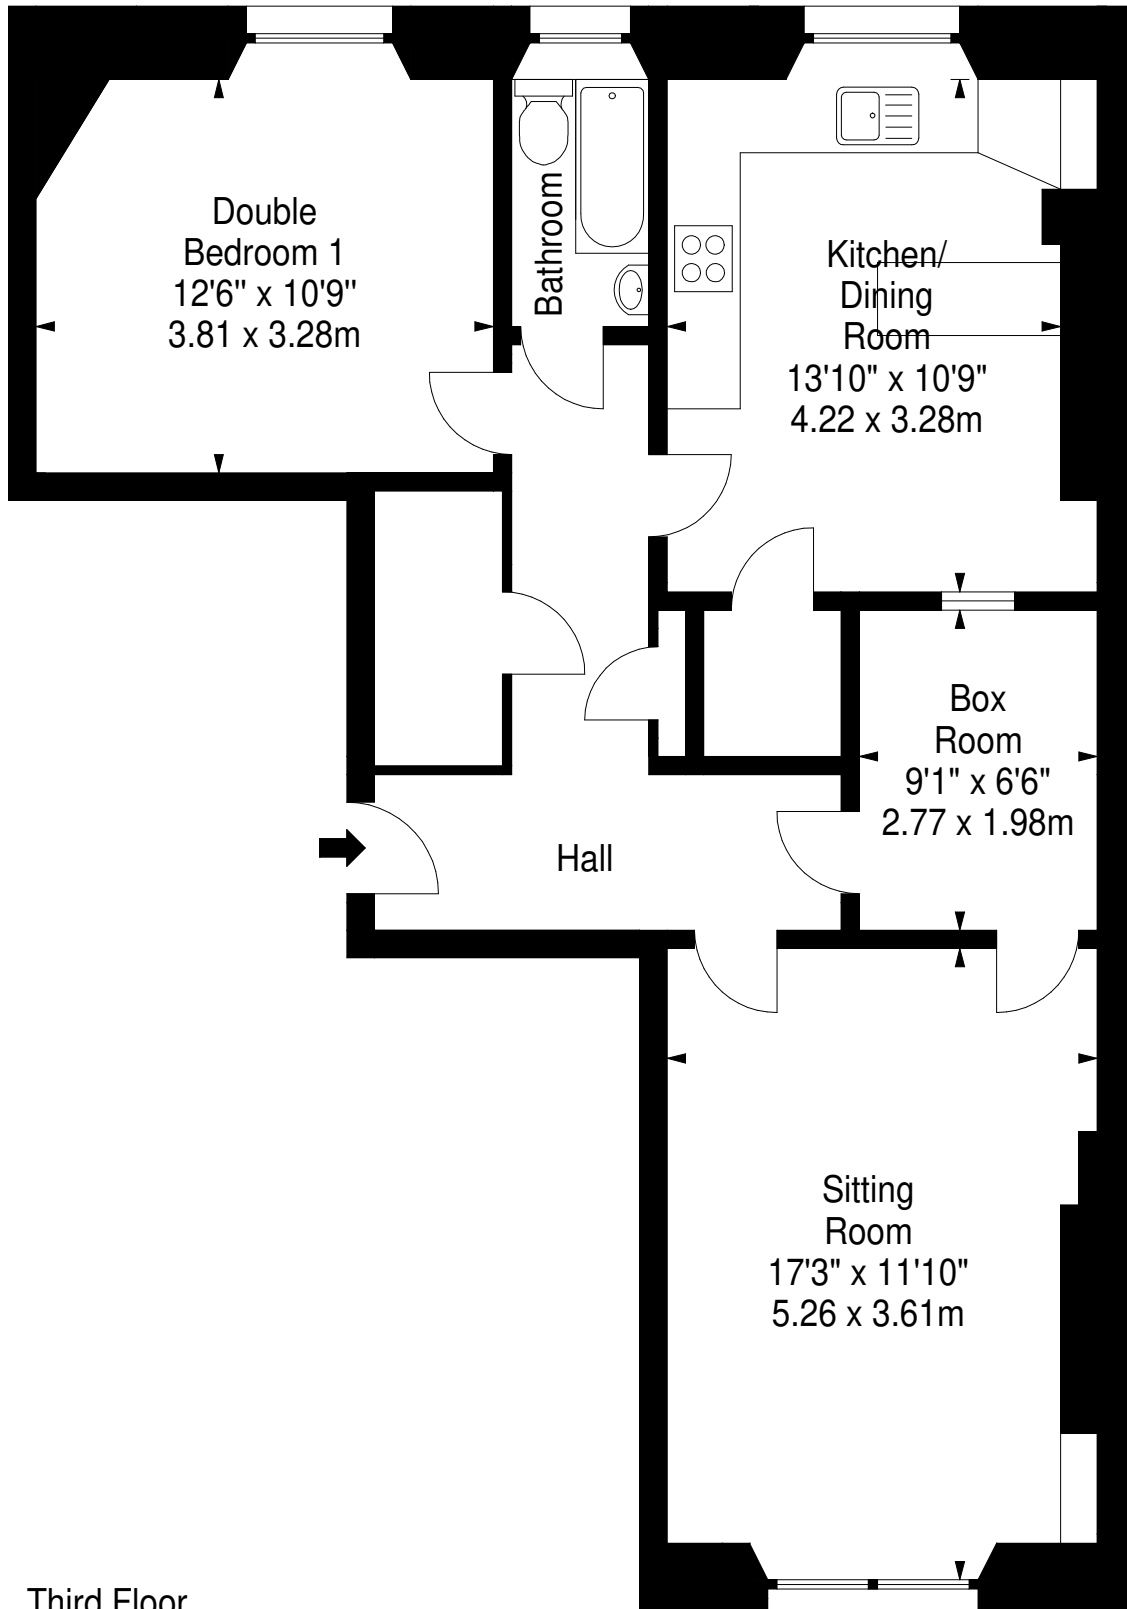 Double
Bedroom 1
12'6" x 10'9"
3.81 x 3.28m
Bathroom
Kitchen/
Dining
Room
13'10" x 10'9"
4.22 x 3.28m
Box
Room
9'1" x 6'6"
2.77 x 1.98m
Hall
Sitting
Room
17'3" x 11'10"
5.26 x 3.61m
Third Floor